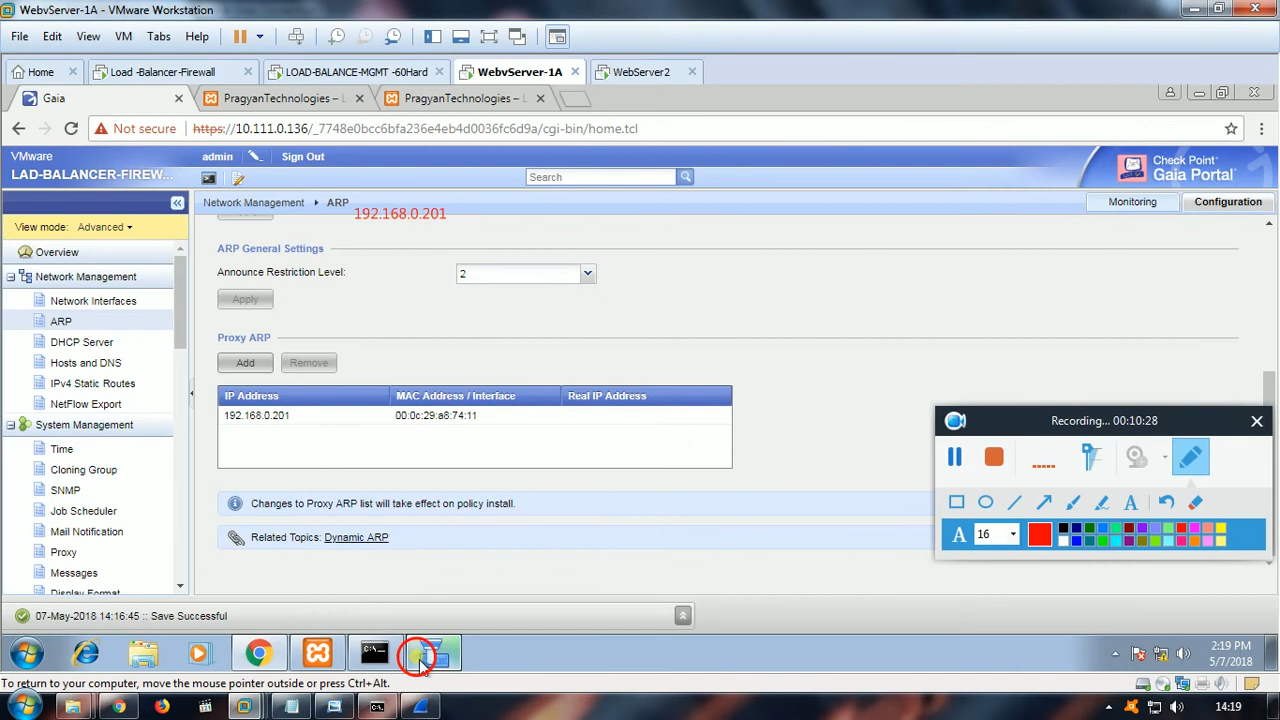 WebvServer-1A - VMware Workstation
File Edit View VM Tabs Help
Home Load -Balancer-Firewall LOAD-BALANCE-MGMT -60Hard WebvServer-1A WebServer2
Gaia PragyanTechnologies – L PragyanTechnologies – L
Not secure https://10.111.0.136/_7748e0bcc6bfa236e4eb4d0036fc6d9a/cgi-bin/home.tcl
VMware admin Sign Out Check Point
LAD-BALANCER-FIREW... Search Gaia Portal
Network Management ARP 192.168.0.201 Monitoring Configuration
View mode: Advanced
Overview
Network Management
Network Interfaces
ARP
DHCP Server
Hosts and DNS
IPv4 Static Routes
NetFlow Export
System Management
Time
Cloning Group
SNMP
Job Scheduler
Mail Notification
Proxy
Messages
Display Format
ARP General Settings
Announce Restriction Level: 2
Apply
Proxy ARP
Add Remove
IP Address MAC Address / Interface Real IP Address
192.168.0.201 00:0c:29:a6:74:11
Changes to Proxy ARP list will take effect on policy install.
Related Topics: Dynamic ARP
Recording... 00:10:28
A
A 16
07-May-2018 14:16:45 :: Save Successful
2:19 PM
5/7/2018
To return to your computer, move the mouse pointer outside or press Ctrl+Alt.
14:19